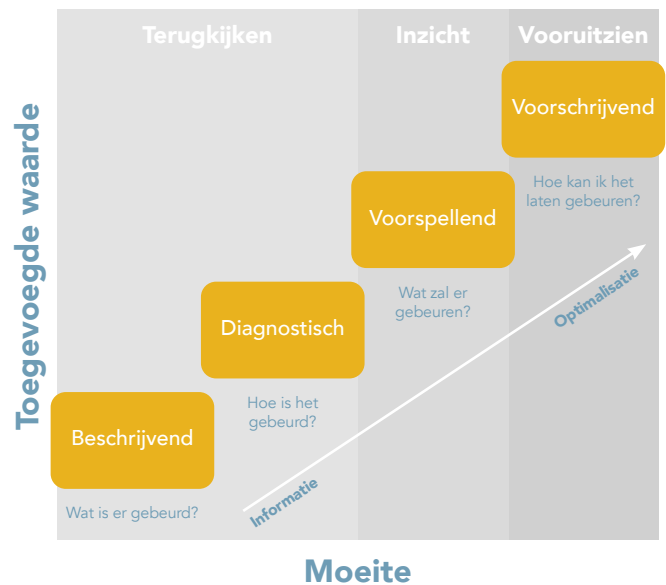 Terugkijken
Inzicht
Vooruitzien
Voorschrijvend
Hoe kan ik het
laten gebeuren?
Voorspellend
Wat zal er
gebeuren?
Diagnostisch
Hoe is het
gebeurd?
Beschrijvend
Wat is er gebeurd?
Informatie
Optimalisatie
Toegevoegde waarde
Moeite